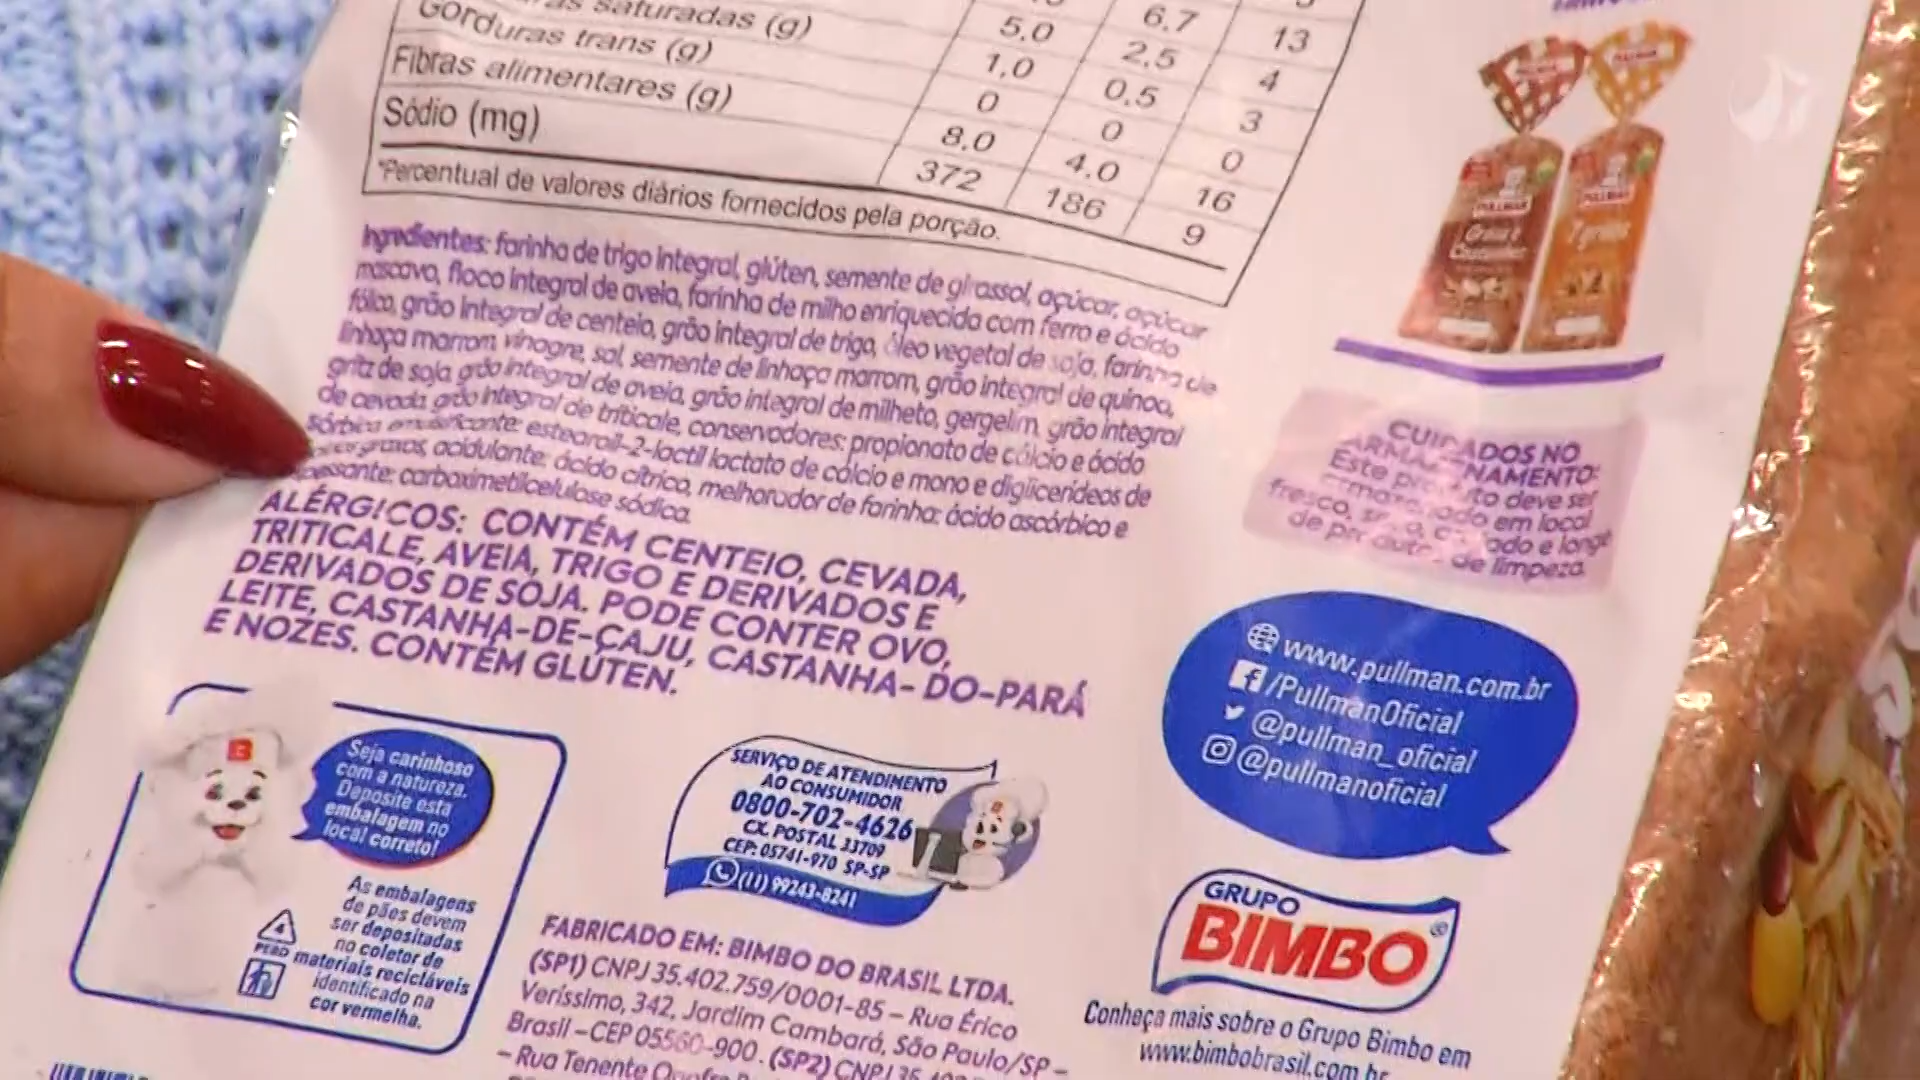 saturadas (g) 6,7
Gorduras trans (g) 5,0 2,5 13
Fibras alimentares (g) 1,0 0,5 4
Sódio (mg) 0 0 3
8,0 4,0 0
372 186 16
9
*Percentual de valores diários fornecidos pela porção.
Ingredientes: farinha de trigo integral, glúten, semente de girassol, açúcar, açúcar
mascavo, floco integral de aveia, farinha de milho enriquecida com ferro e ácido
fólico, grão integral de centeio, grão integral de trigo, óleo vegetal de soja, farinha de
linhaça marrom, vinagre, sal, semente de linhaça marrom, grão integral de quinoa,
gritz de soja, grão integral de aveia, grão integral de milheto, gergelim, grão integral
de cevada, grão integral de triticale, conservadores: propionato de cálcio e ácido
sórbico, emulsificante: estearoil-2-lactil lactato de cálcio e mono e diglicerídeos de
graxos, acidulante: ácido cítrico, melhorador de farinha: ácido ascórbico e
carboximetilcelulose sódica.
ALÉRGICOS: CONTÉM CENTEIO, CEVADA,
TRITICALE, AVEIA, TRIGO E DERIVADOS E
DERIVADOS DE SOJA. PODE CONTER OVO,
LEITE, CASTANHA-DE-CAJU, CASTANHA-DO-PARÁ
E NOZES. CONTÉM GLÚTEN.
PULLMAN
Grãos e
Castanhas
PULLMAN
7 grãos
CUIDADOS NO
ARMAZENAMENTO:
Este produto deve ser
armazenado em local
fresco, seco, e longe
de produtos de limpeza.
www.pullman.com.br
/PullmanOficial
@pullman_oficial
@pullmanoficial
Seja carinhoso
com a natureza.
Deposite esta
embalagem no
local correto!
As embalagens
de pães devem
ser depositadas
no coletor de
materiais recicláveis
identificado na
cor vermelha.
4
PEBD
SERVIÇO DE ATENDIMENTO
AO CONSUMIDOR
0800-702-4626
CX. POSTAL 33709
CEP: 05741-970 SP-SP
(11) 99243-8241
GRUPO
BIMBO®
Conheça mais sobre o Grupo Bimbo em
www.bimbobrasil.com.br
FABRICADO EM: BIMBO DO BRASIL LTDA.
(SP1) CNPJ 35.402.759/0001-85 – Rua Érico
Veríssimo, 342, Jardim Cambará, São Paulo/SP –
Brasil – CEP 05560-900. (SP2) CNPJ 35.
– Rua Tenente